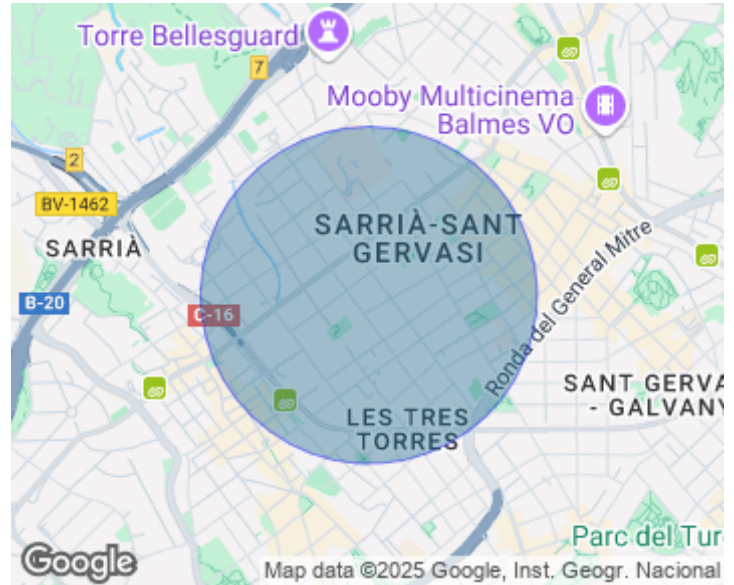 Torre Bellesguard
7
Mooby Multicinema
Balmes VO
2
BV-1462
SARRIÀ
SARRIÀ-SANT
GERVASI
B-20
C-16
Ronda del General Mitre
SANT GERVA
- GALVANY
LES TRES
TORRES
Parc del Tur
Google
Map data ©2025 Google, Inst. Geogr. Nacional